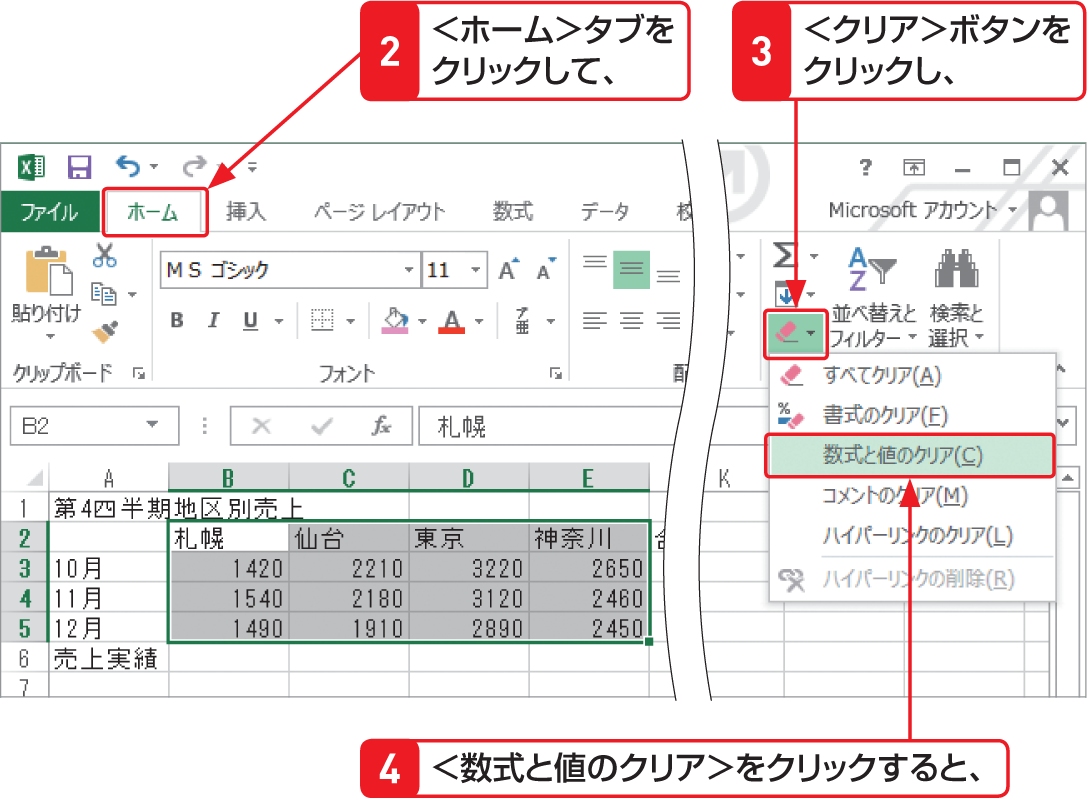 2 <ホーム>タブを
クリックして、
3 <クリア>ボタンを
クリックし、
ファイル ホーム 挿入 ページ レイアウト 数式 データ Microsoft アカウント
貼り付け
MS ゴシック 11
B I U A 亜
並べ替えと
フィルター
検索と
選択
クリップボード フォント 配
すべてクリア(A)
書式のクリア(F)
数式と値のクリア(C)
コメントのクリア(M)
ハイパーリンクのクリア(L)
ハイパーリンクの削除(R)
B2 fx 札幌
A B C D E K
1 第4四半期地区別売上
2 札幌 仙台 東京 神奈川
3 10月 1420 2210 3220 2650
4 11月 1540 2180 3120 2460
5 12月 1490 1910 2890 2450
6 売上実績
7
4 <数式と値のクリア>をクリックすると、